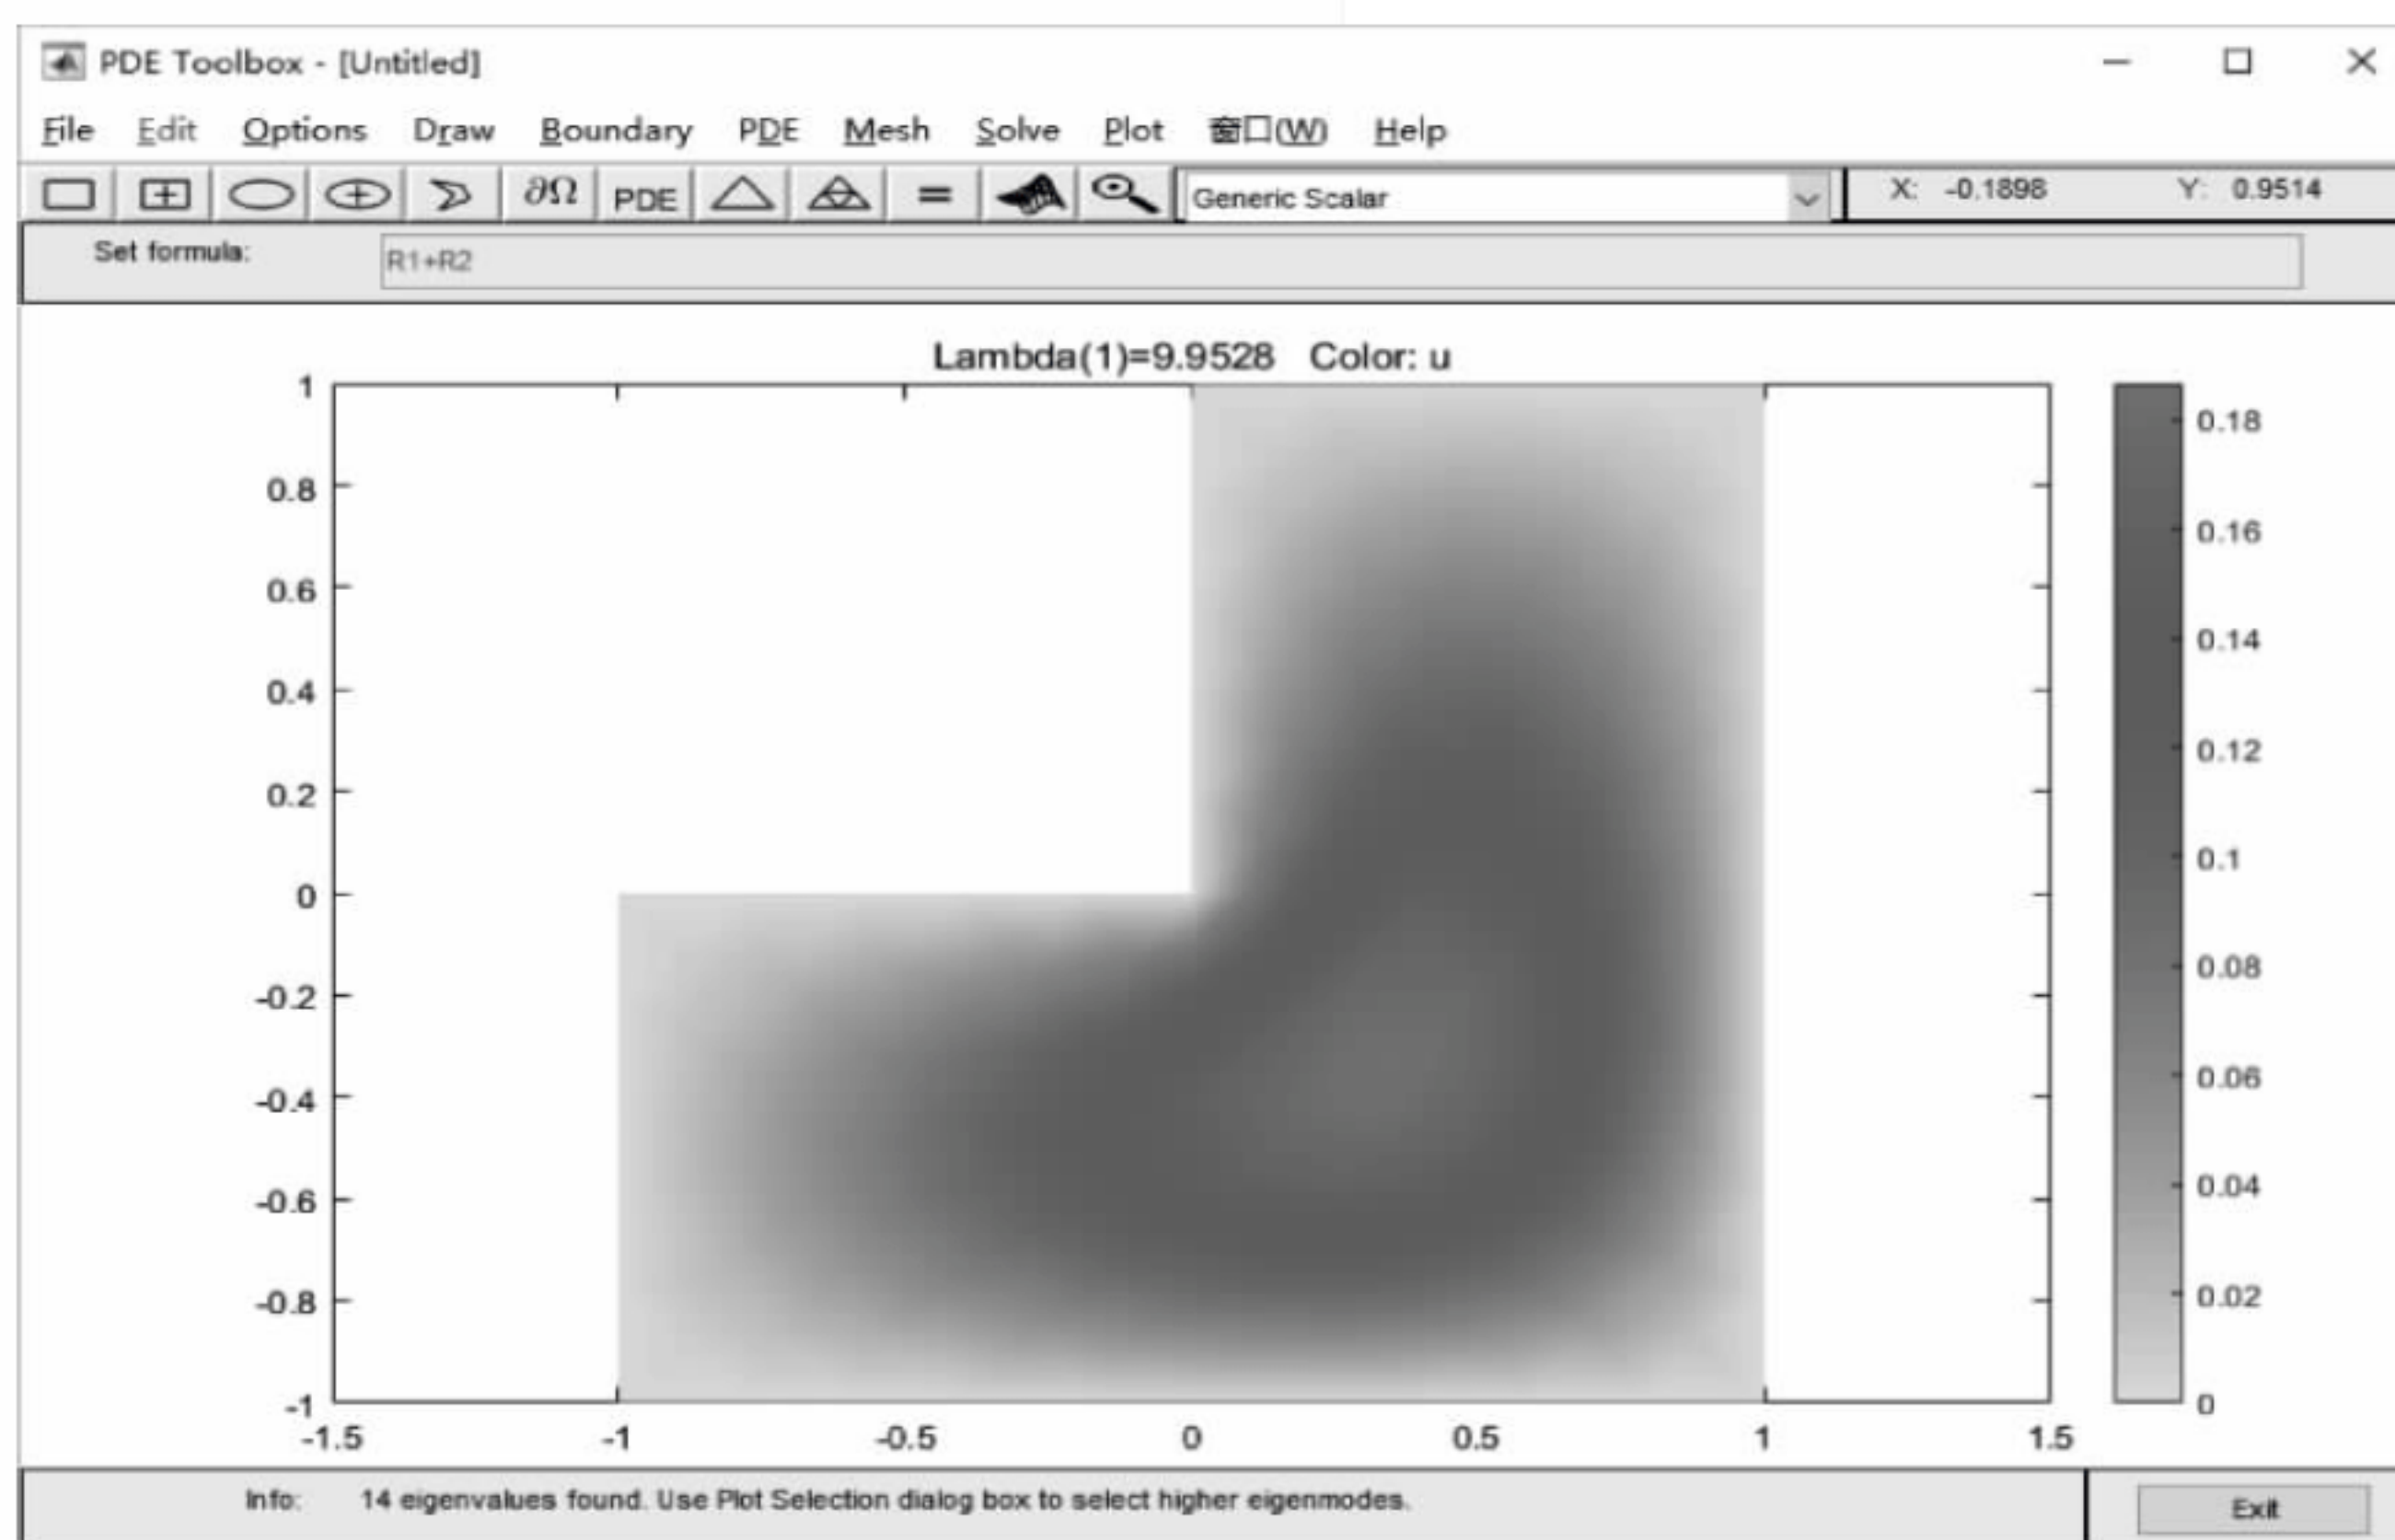 PDE Toolbox - [Untitled]
File Edit Options Draw Boundary PDE Mesh Solve Plot 窗口(W) Help
∂Ω PDE = Generic Scalar X: -0.1898 Y: 0.9514
Set formula: R1+R2
Lambda(1)=9.9528 Color: u
1
0.8
0.6
0.4
0.2
0
-0.2
-0.4
-0.6
-0.8
-1
-1.5 -1 -0.5 0 0.5 1 1.5
0.18
0.16
0.14
0.12
0.1
0.08
0.06
0.04
0.02
0
Info: 14 eigenvalues found. Use Plot Selection dialog box to select higher eigenmodes.
Exit